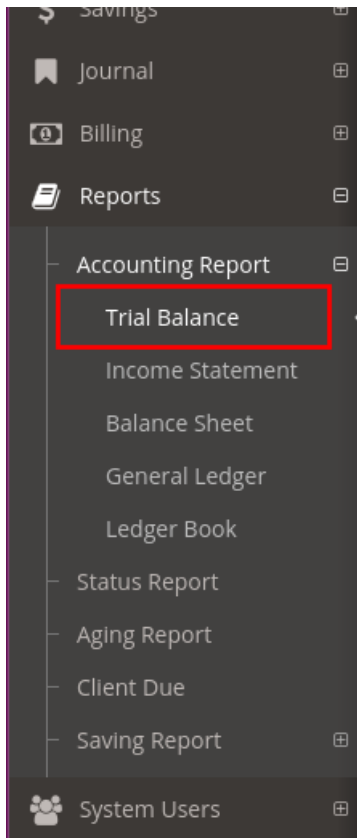 Savings
Journal
Billing
Reports
Accounting Report
Trial Balance
Income Statement
Balance Sheet
General Ledger
Ledger Book
Status Report
Aging Report
Client Due
Saving Report
System Users